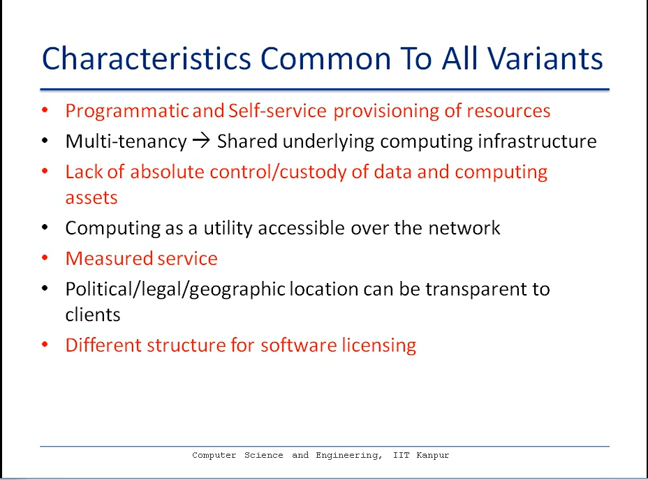 Characteristics Common To All Variants
• Programmatic and Self-service provisioning of resources
• Multi-tenancy → Shared underlying computing infrastructure
• Lack of absolute control/custody of data and computing
assets
• Computing as a utility accessible over the network
• Measured service
• Political/legal/geographic location can be transparent to
clients
• Different structure for software licensing
Computer Science and Engineering, IIT Kanpur